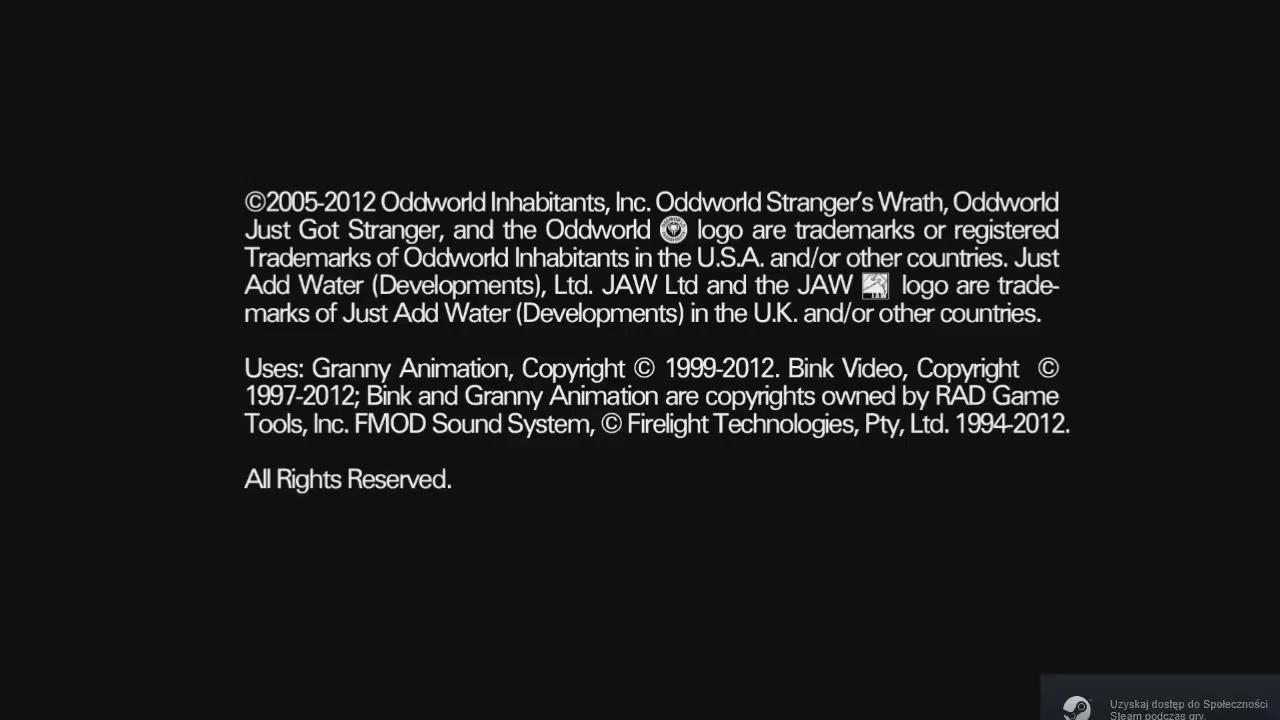 ©2005-2012 Oddworld Inhabitants, Inc. Oddworld Stranger's Wrath, Oddworld
Just Got Stranger, and the Oddworld logo are trademarks or registered
Trademarks of Oddworld Inhabitants in the U.S.A. and/or other countries. Just
Add Water (Developments), Ltd. JAW Ltd and the JAW logo are trade-
marks of Just Add Water (Developments) in the U.K. and/or other countries.
Uses: Granny Animation, Copyright © 1999-2012. Bink Video, Copyright ©
1997-2012; Bink and Granny Animation are copyrights owned by RAD Game
Tools, Inc. FMOD Sound System, © Firelight Technologies, Pty, Ltd. 1994-2012.
All Rights Reserved.
Uzyskaj dostęp do Społeczności
Steam podczas gry